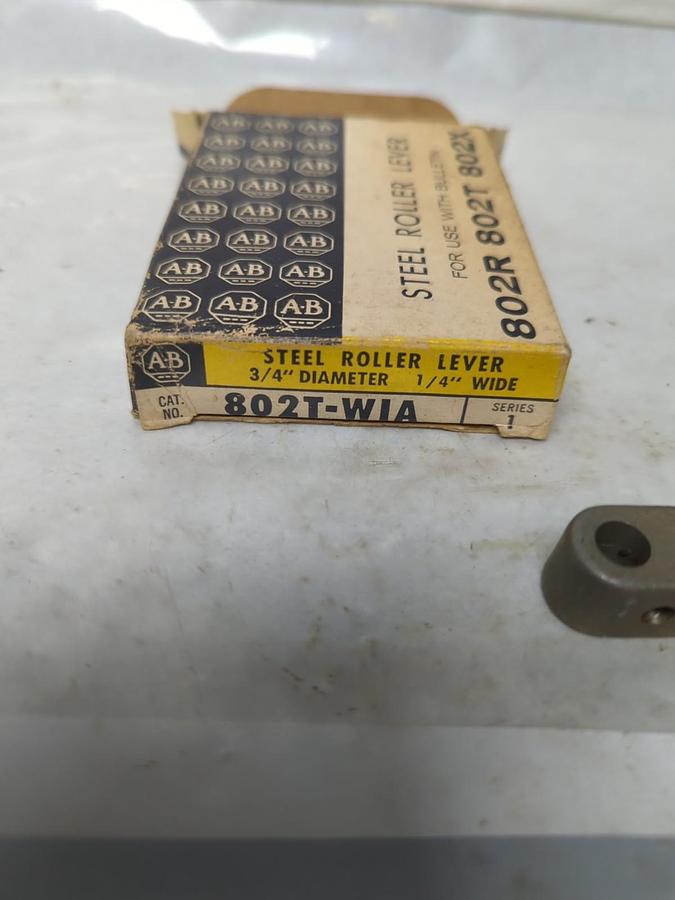 A-B A-B A-B
A-B A-B A-B
A-B A-B A-B
A-B A-B A-B
A-B A-B A-B
A-B A-B A-B
A-B A-B A-B
A-B A-B A-B
STEEL ROLLER LEVER
FOR USE WITH BULLETIN
802R 802T 802X
A-B
STEEL ROLLER LEVER
3/4" DIAMETER 1/4" WIDE
CAT. NO.
802T-W1A
SERIES
1